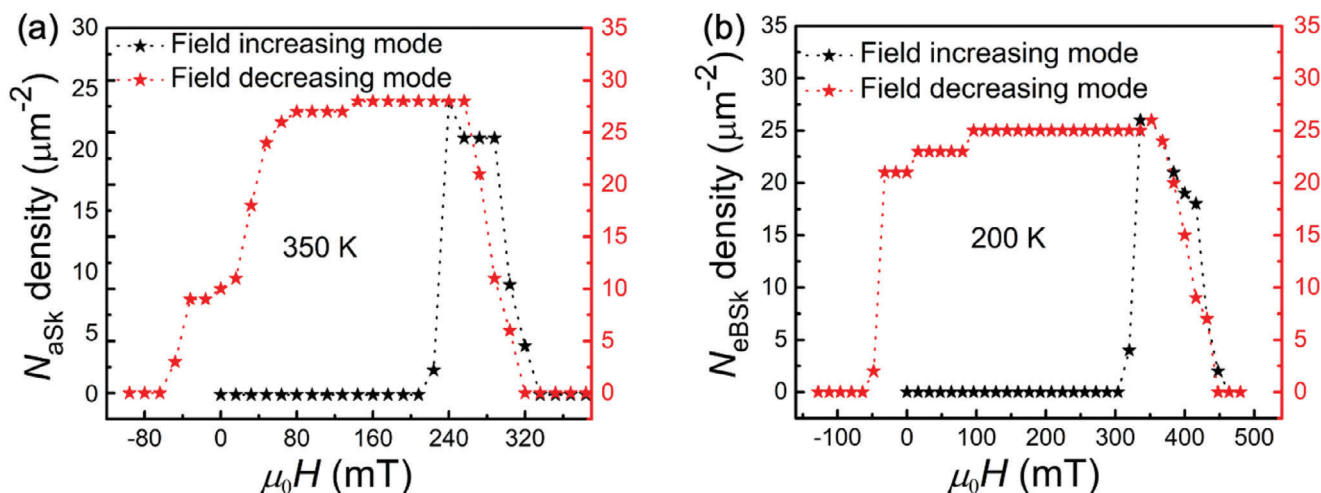 (a)
Field increasing mode
Field decreasing mode
350 K
N_aSk density (μm⁻²)
30
25
20
15
10
5
0
35
30
25
20
15
10
5
0
-80 0 80 160 240 320
μ₀H (mT)
(b)
Field increasing mode
Field decreasing mode
200 K
N_eBSk density (μm⁻²)
35
30
25
20
15
10
5
0
35
30
25
20
15
10
5
0
-100 0 100 200 300 400 500
μ₀H (mT)